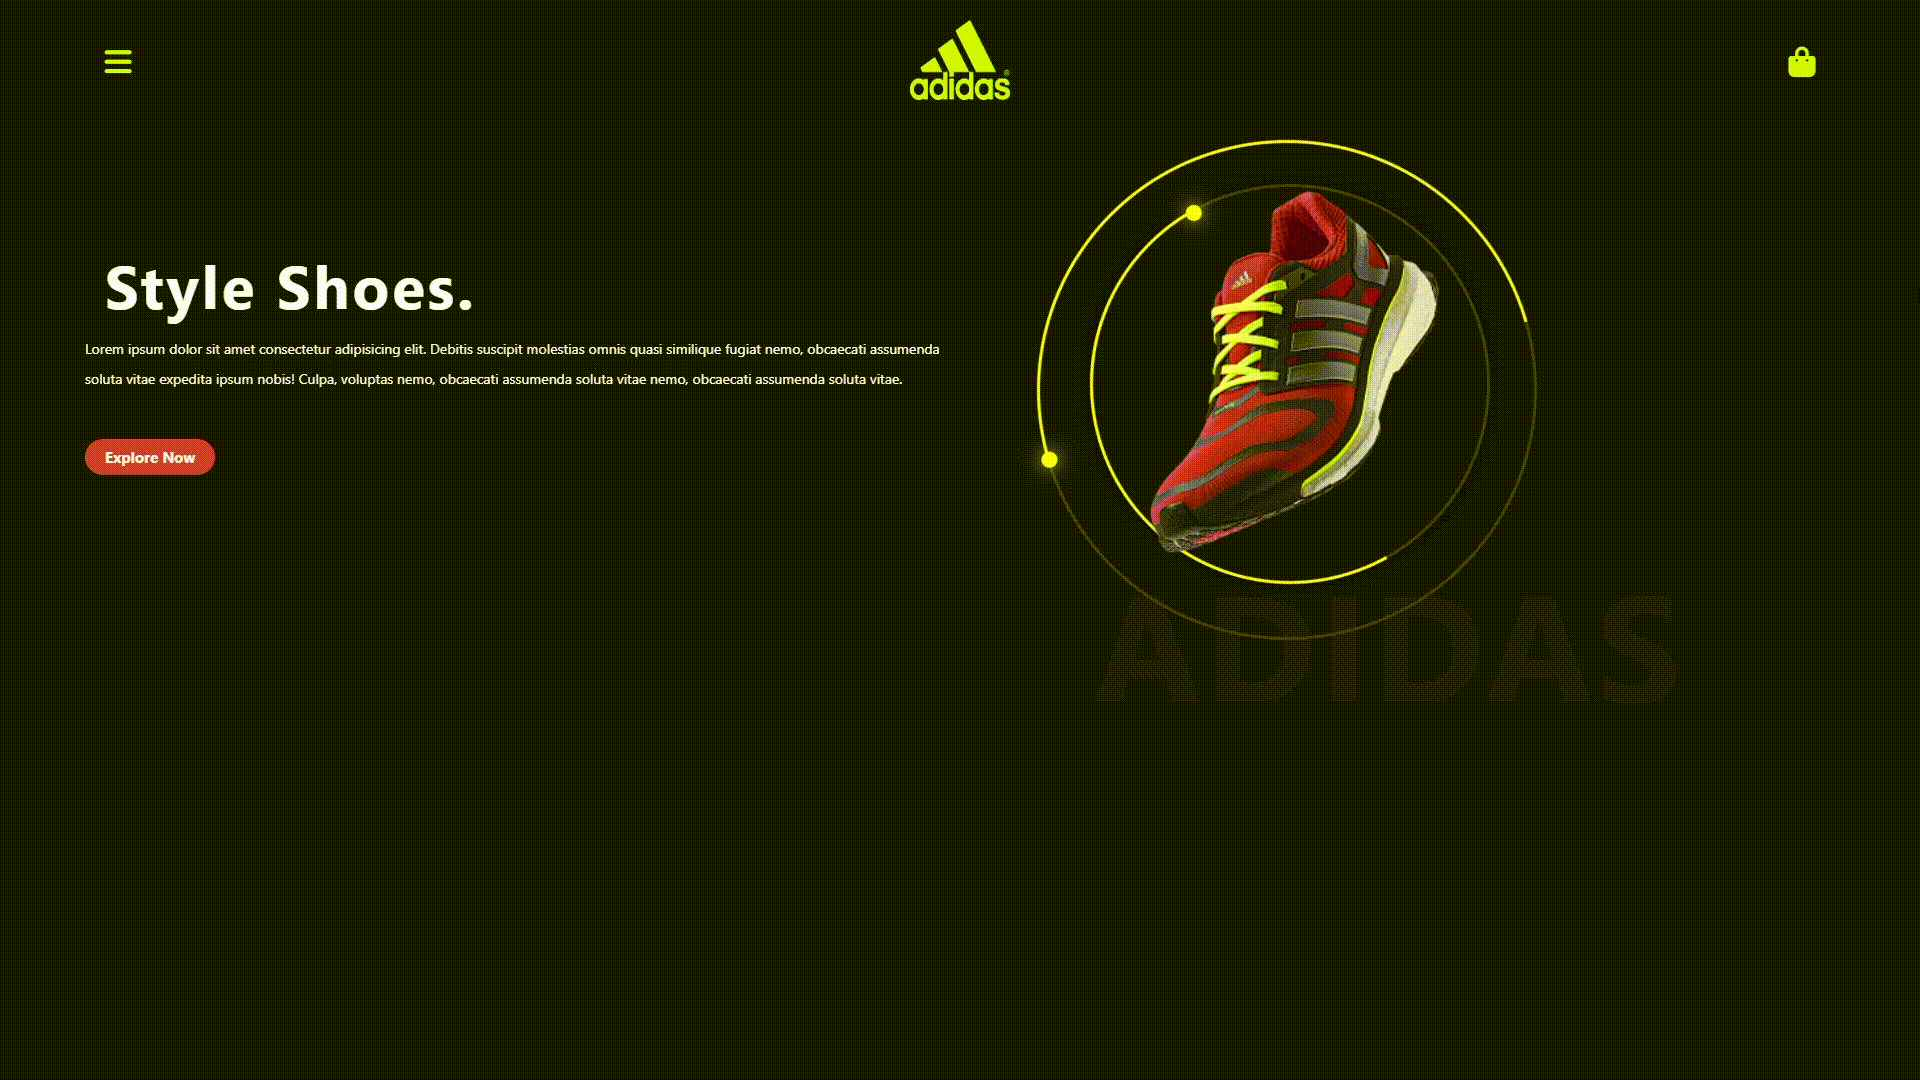 adidas
Style Shoes.
Lorem ipsum dolor sit amet consectetur adipisicing elit. Debitis suscipit molestias omnis quasi similique fugiat nemo, obcaecati assumenda
soluta vitae expedita ipsum nobis! Culpa, voluptas nemo, obcaecati assumenda soluta vitae nemo, obcaecati assumenda soluta vitae.
Explore Now
ADIDAS